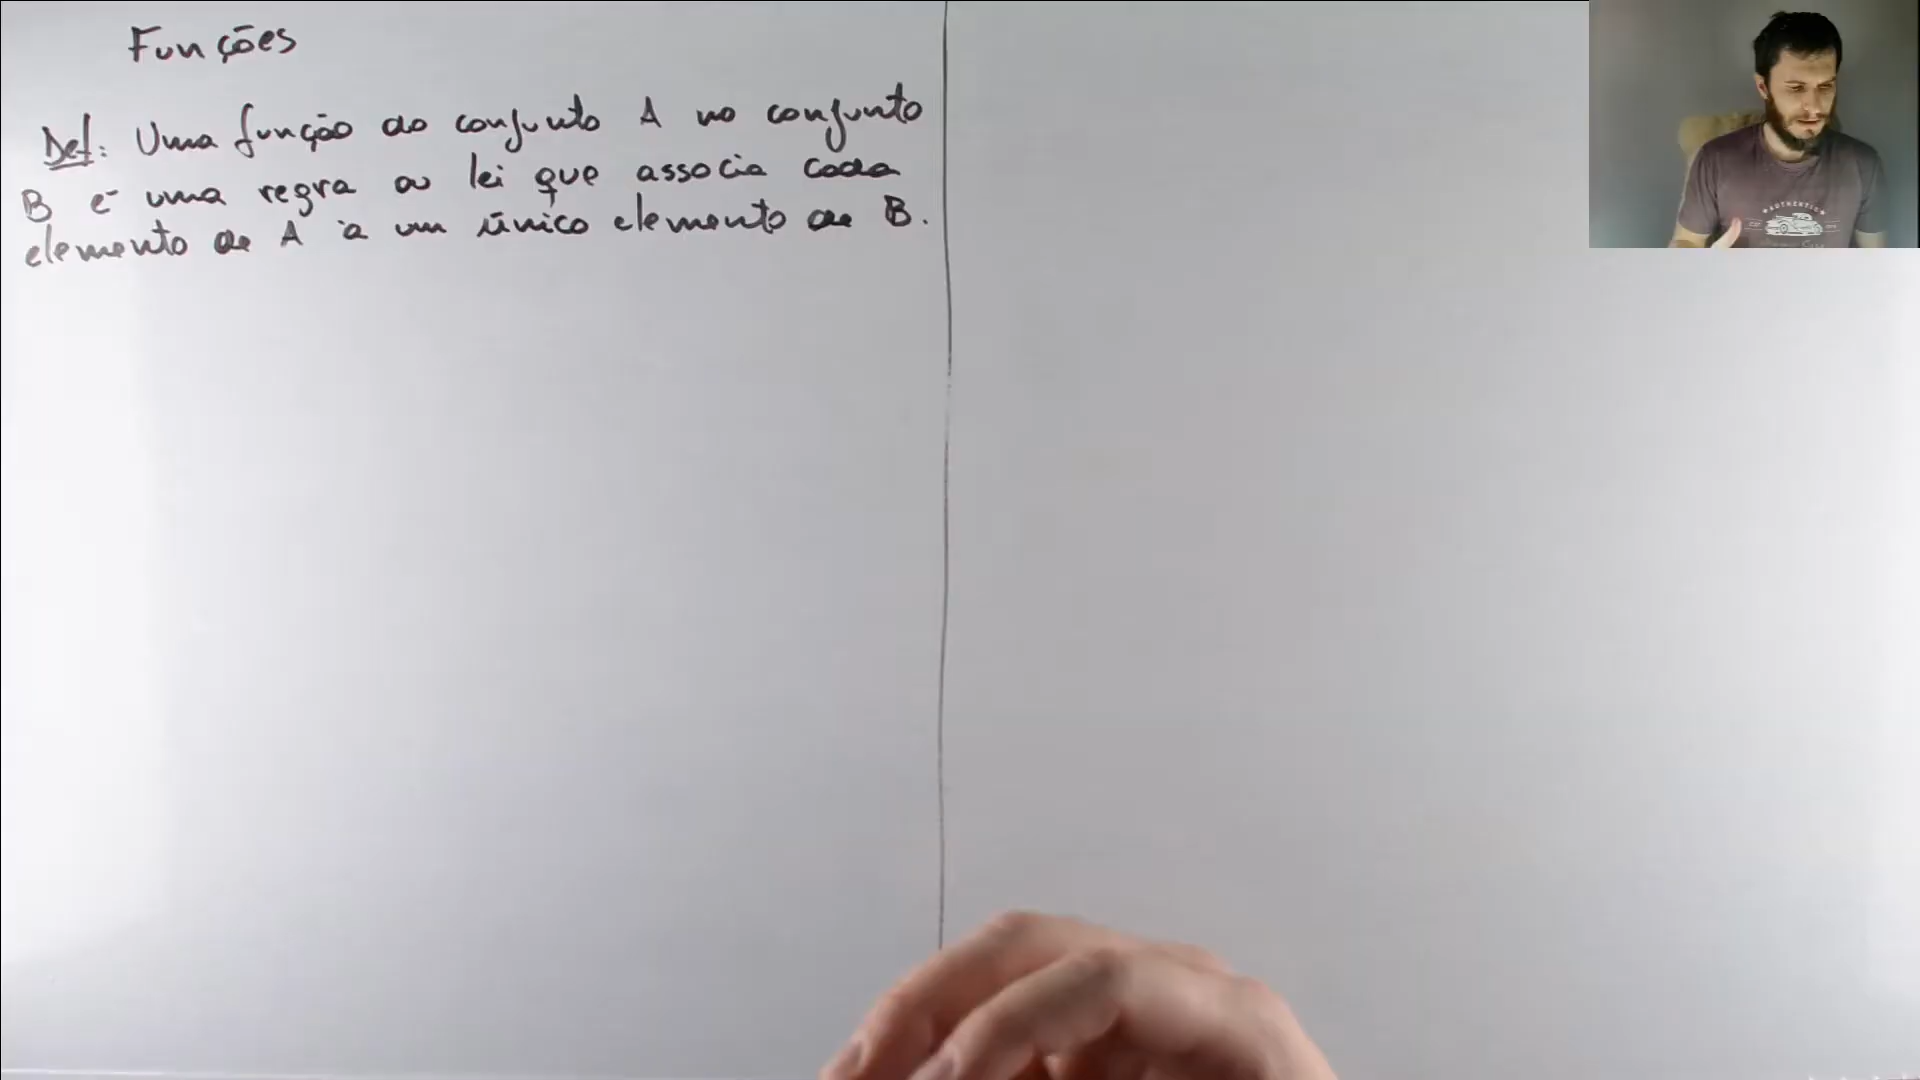 Funções
Def: Uma função do conjunto A no conjunto
B é uma regra ou lei que associa cada
elemento de A à um único elemento de B.
AUTHENTIC